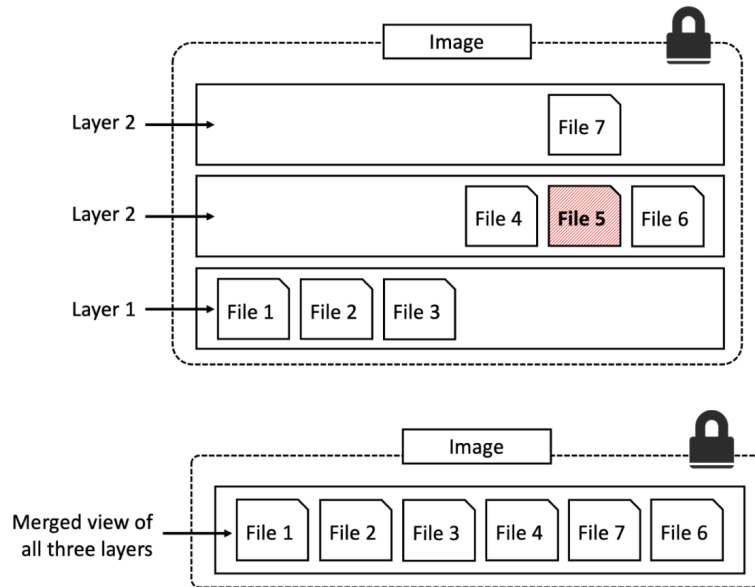 Image
Layer 2
File 7
Layer 2
File 4
File 5
File 6
Layer 1
File 1
File 2
File 3
Image
Merged view of
all three layers
File 1
File 2
File 3
File 4
File 7
File 6